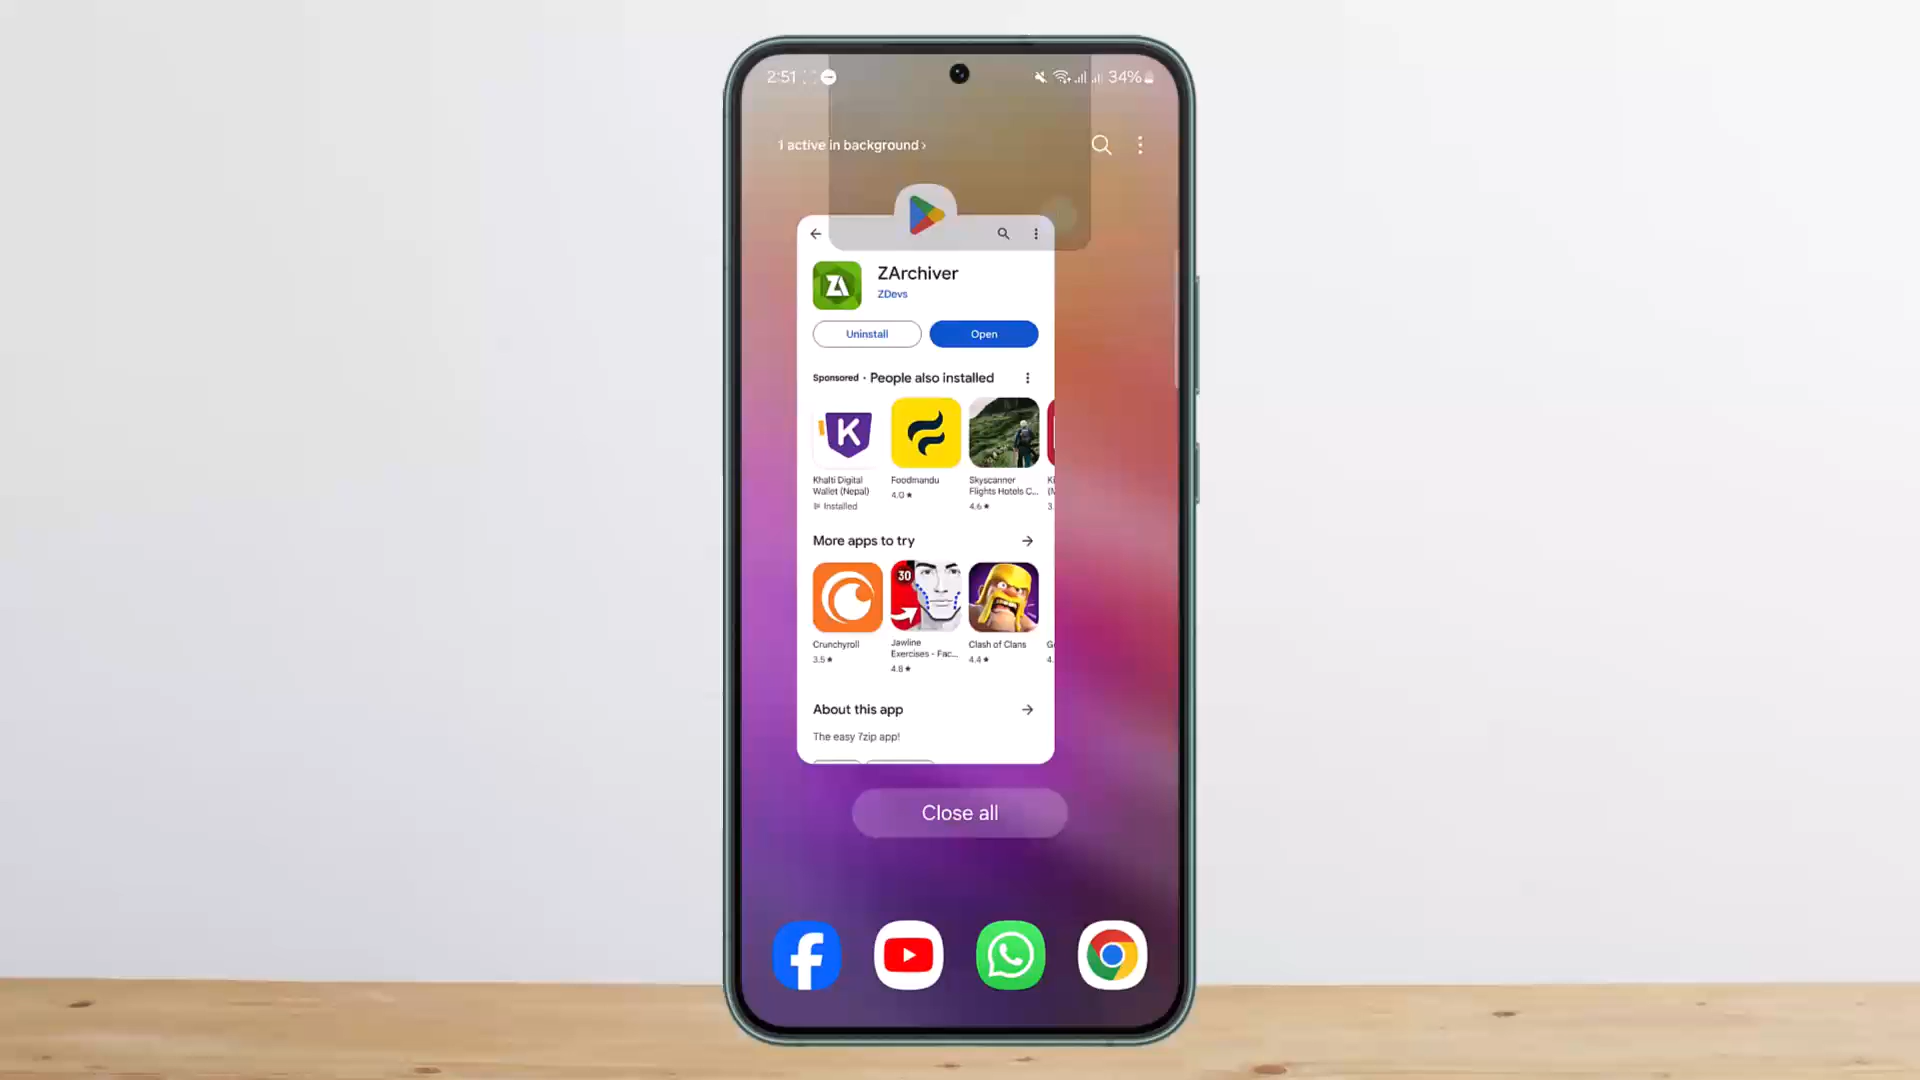 2:51
34%
1 active in background ›
ZArchiver
ZDevs
Uninstall
Open
Sponsored · People also installed
Khalti Digital
Wallet (Nepal)
Installed
Foodmandu
4.0 ★
Skyscanner
Flights Hotels C...
4.6 ★
More apps to try
30
Crunchyroll
3.5 ★
Jawline
Exercises - Fac...
4.8 ★
Clash of Clans
4.4 ★
About this app
The easy 7zip app!
Close all